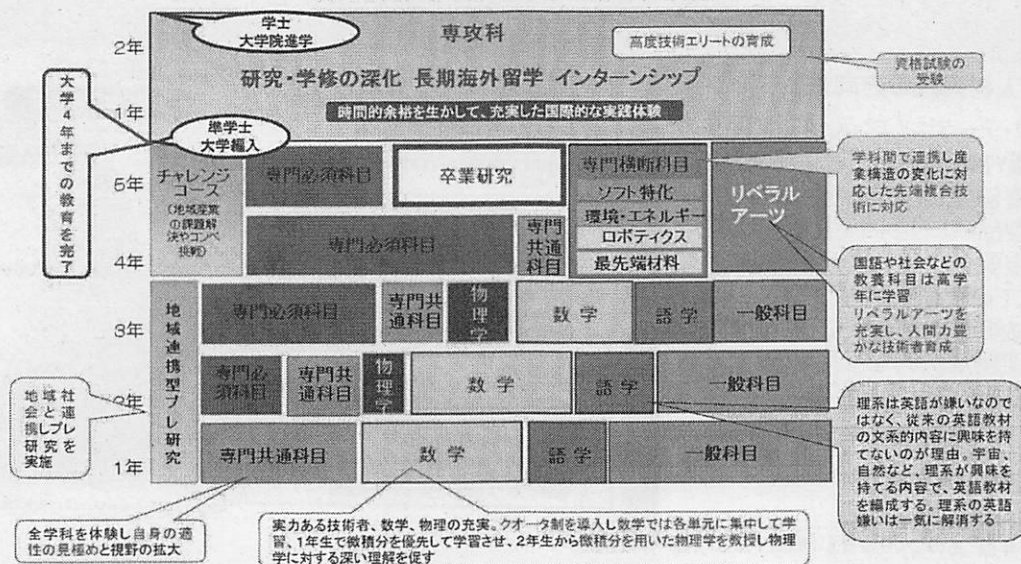 学士
大学院進学
2年
専攻科
高度技術エリートの育成
研究・学修の深化 長期海外留学 インターンシップ
資格試験の
受験
1年
時間的余裕を生かして、充実した国際的な実践体験
大学4年までの教育を完了
準学士
大学編入
5年
チャレンジ
コース
(地域産業
の課題解
決やコンペ
挑戦)
専門必須科目
卒業研究
専門横断科目
ソフト特化
環境・エネルギー
ロボティクス
最先端材料
リベラル
アーツ
学科間で連携し産
業構造の変化に対
応した先端複合技
術に対応
4年
専門必須科目
専門
共通
科目
国語や社会などの
教養科目は高学
年に学習
リベラルアーツを
充実し、人間力豊
かな技術者育成
3年
地域連携型プレ研究
専門必須科目
専門共
通科目
物理学
数学
語学
一般科目
2年
専門必
須科目
専門共
通科目
物理学
数学
語学
一般科目
地域社
会と連
携しプレ
研究を
実施
理系は英語が嫌いなので
はなく、従来の英語教材
の文系的内容に興味を持
てないのが理由。宇宙、
自然など、理系が興味を
持てる内容で、英語教材
を編成する。理系の英語
嫌いは一気に解消する
1年
専門共通科目
数学
語学
一般科目
全学科を体験し自身の適
性の見極めと視野の拡大
実力ある技術者、数学、物理の充実。クオータ制を導入し数学では各単元に集中して学
習、1年生で微積分を優先して学習させ、2年生から微積分を用いた物理学を教授し物理
学に対する深い理解を促す